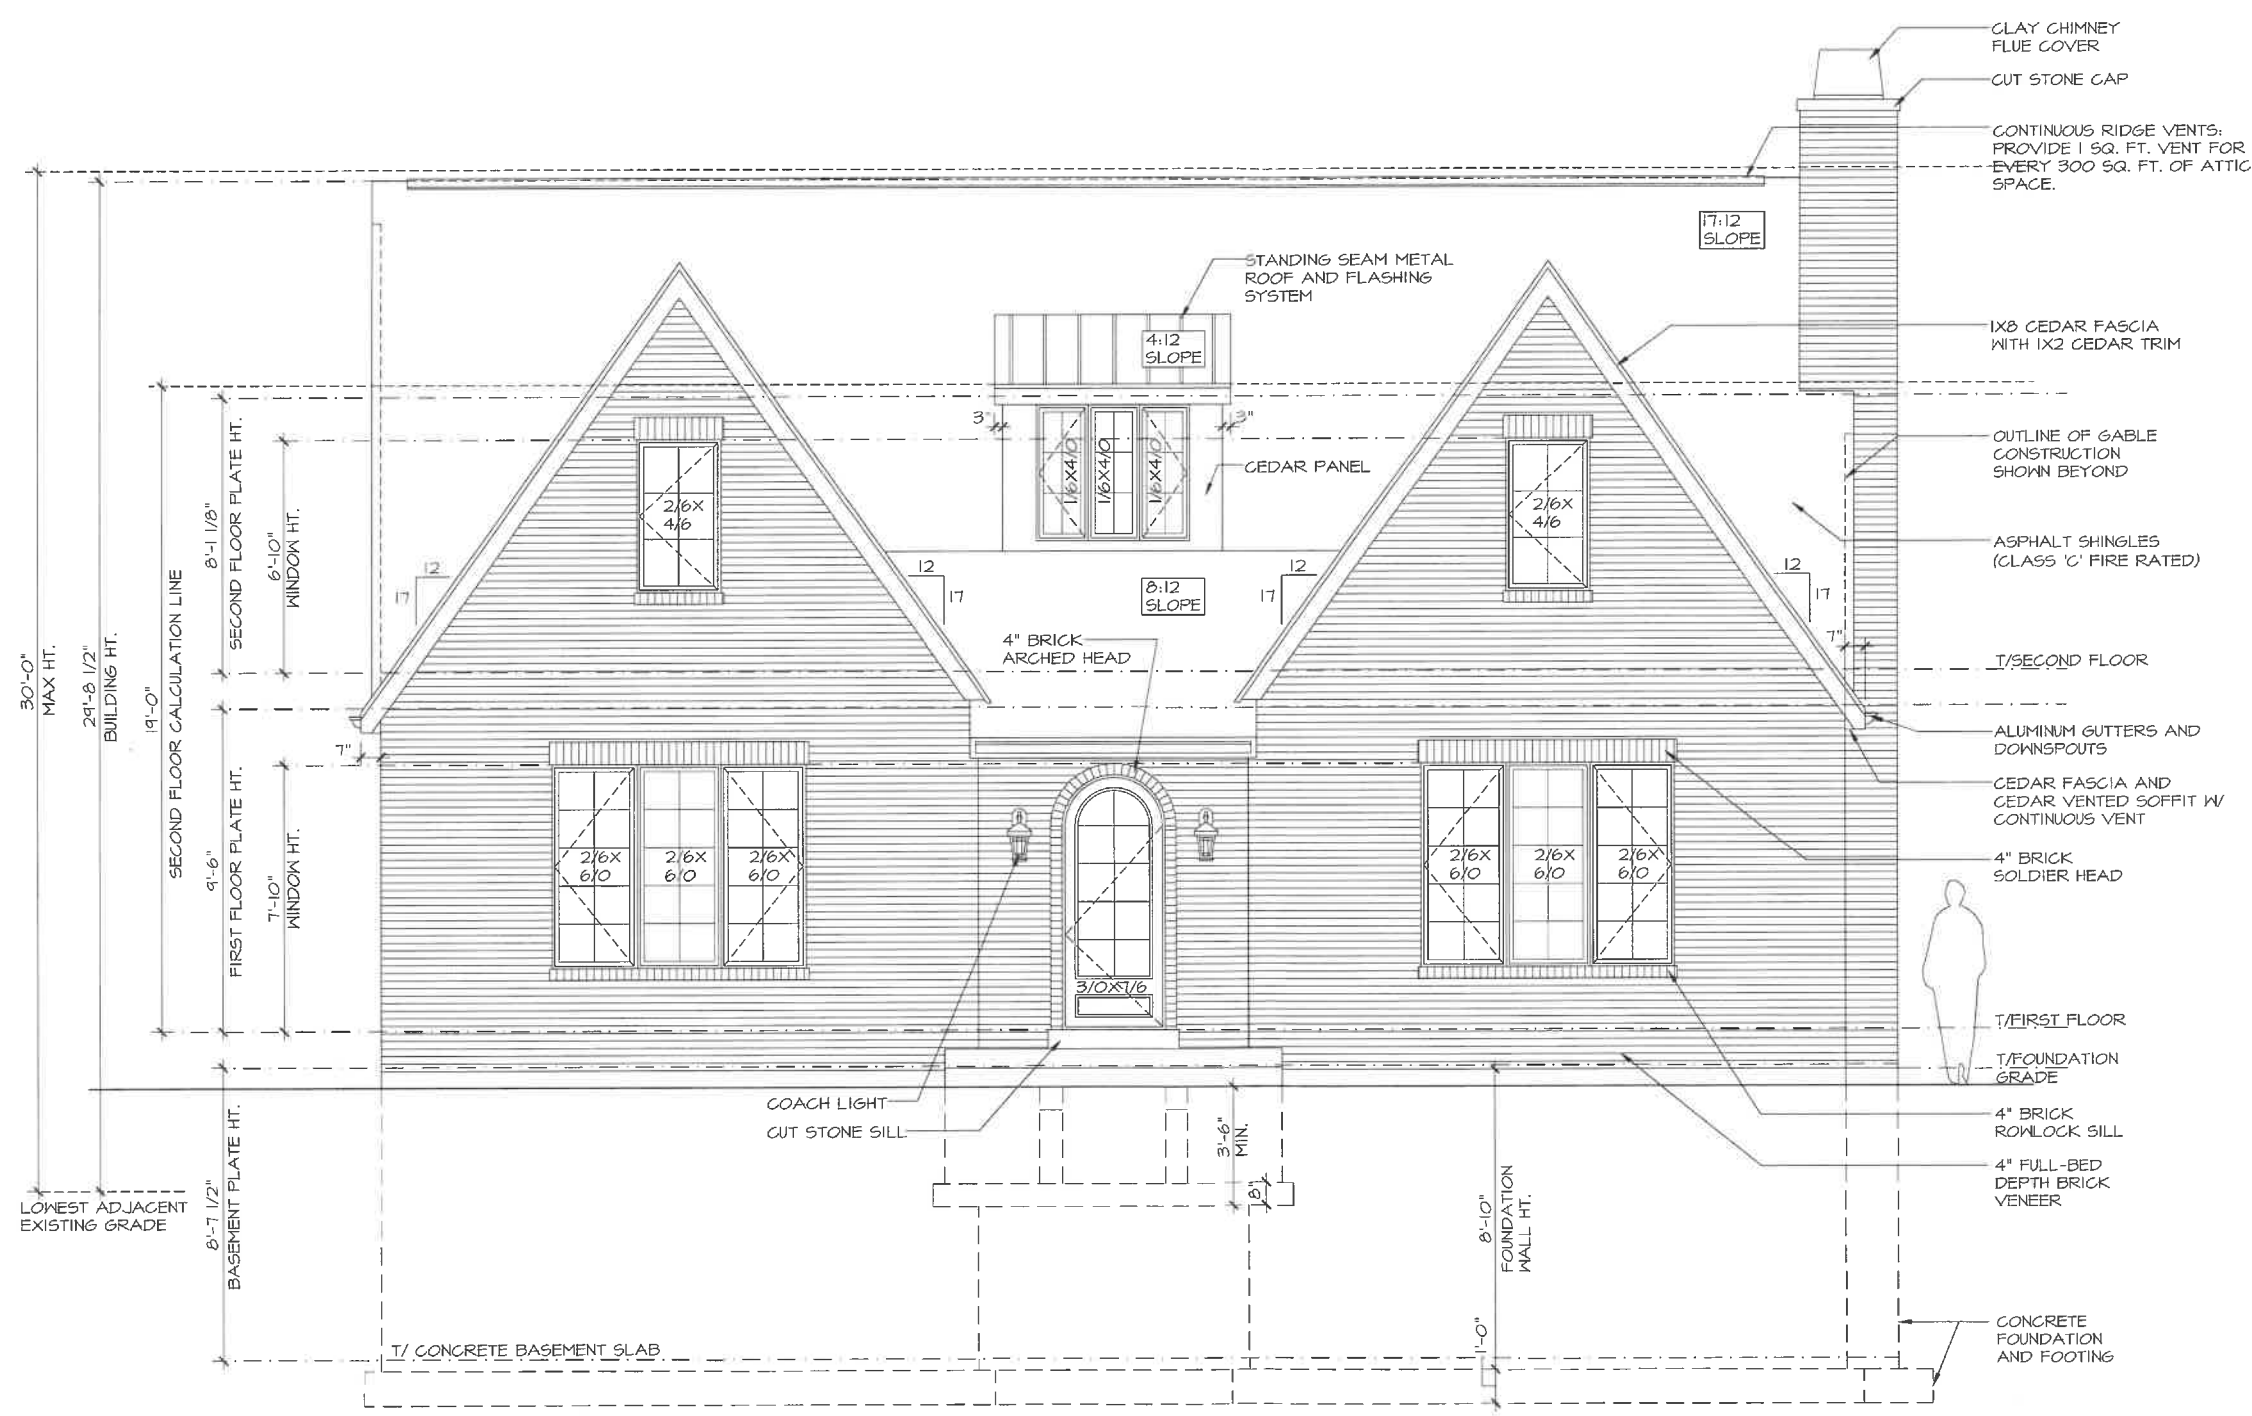 CLAY CHIMNEY
FLUE COVER
CUT STONE CAP
CONTINUOUS RIDGE VENTS:
PROVIDE 1 SQ. FT. VENT FOR
EVERY 300 SQ. FT. OF ATTIC
SPACE.
17:12
SLOPE
STANDING SEAM METAL
ROOF AND FLASHING
SYSTEM
4:12
SLOPE
1X8 CEDAR FASCIA
WITH 1X2 CEDAR TRIM
3"
3"
1/6X4/0
1/6X4/0
1/6X4/0
CEDAR PANEL
OUTLINE OF GABLE
CONSTRUCTION
SHOWN BEYOND
2/6X
4/6
2/6X
4/6
ASPHALT SHINGLES
(CLASS 'C' FIRE RATED)
12
17
12
17
12
17
12
17
8:12
SLOPE
4" BRICK
ARCHED HEAD
7"
T/SECOND FLOOR
30'-0"
MAX HT.
29'-8 1/2"
BUILDING HT.
19'-0"
SECOND FLOOR CALCULATION LINE
8'-1 1/8"
SECOND FLOOR PLATE HT.
6'-10"
WINDOW HT.
9'-6"
FIRST FLOOR PLATE HT.
7'-10"
WINDOW HT.
7"
ALUMINUM GUTTERS AND
DOWNSPOUTS
CEDAR FASCIA AND
CEDAR VENTED SOFFIT W/
CONTINUOUS VENT
2/6X
6/0
2/6X
6/0
2/6X
6/0
2/6X
6/0
2/6X
6/0
2/6X
6/0
4" BRICK
SOLDIER HEAD
3/0X7/6
T/FIRST FLOOR
T/FOUNDATION
GRADE
COACH LIGHT
CUT STONE SILL
4" BRICK
ROWLOCK SILL
4" FULL-BED
DEPTH BRICK
VENEER
3'-6"
MIN.
8"
LOWEST ADJACENT
EXISTING GRADE
8'-7 1/2"
BASEMENT PLATE HT.
8'-10"
FOUNDATION
WALL HT.
1'-0"
T/ CONCRETE BASEMENT SLAB
CONCRETE
FOUNDATION
AND FOOTING